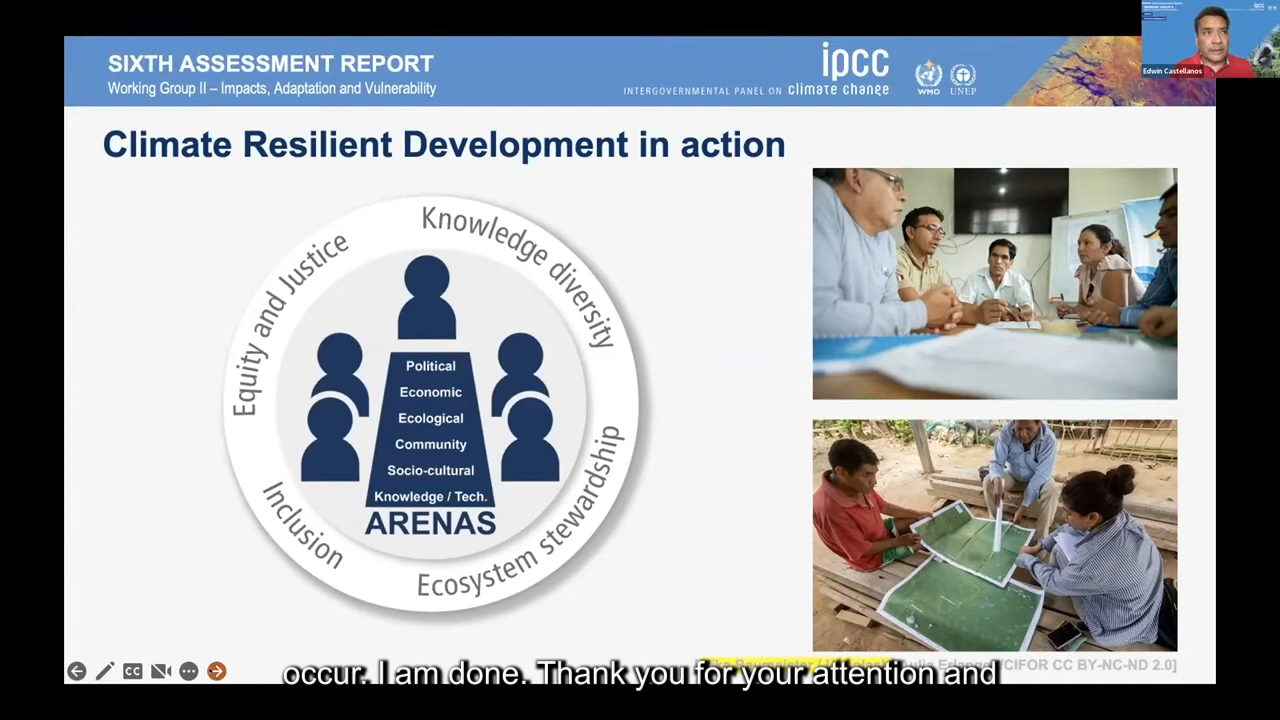 SIXTH ASSESSMENT REPORT
Working Group II – Impacts, Adaptation and Vulnerability
INTERGOVERNMENTAL PANEL ON climate change
ipcc
WMO
UNEP
Edwin Castellanos
Climate Resilient Development in action
Equity and Justice
Knowledge diversity
Inclusion
Ecosystem stewardship
Political
Economic
Ecological
Community
Socio-cultural
Knowledge / Tech.
ARENAS
/CIFOR CC BY-NC-ND 2.0]
CC
occur. I am done. Thank you for your attention and